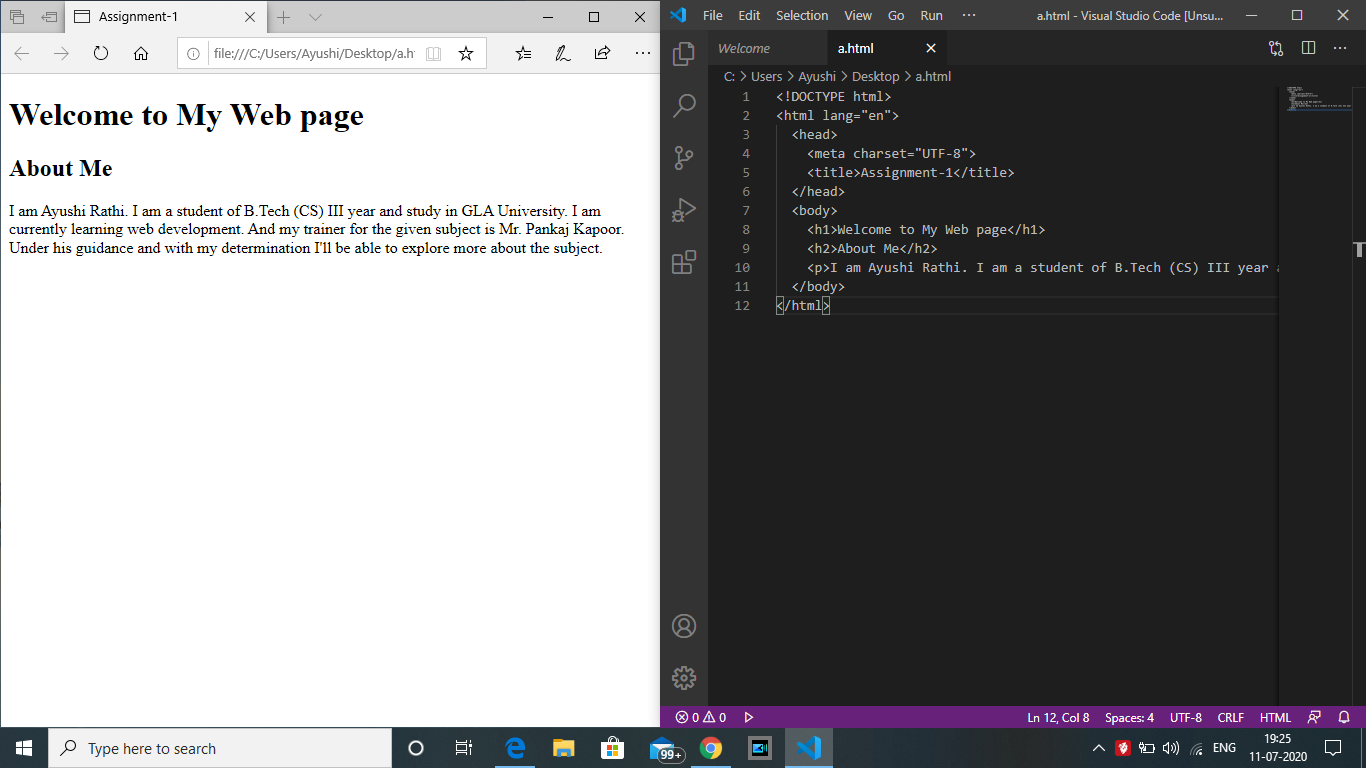 Assignment-1
file:///C:/Users/Ayushi/Desktop/a.h
Welcome to My Web page
About Me
I am Ayushi Rathi. I am a student of B.Tech (CS) III year and study in GLA University. I am
currently learning web development. And my trainer for the given subject is Mr. Pankaj Kapoor.
Under his guidance and with my determination I'll be able to explore more about the subject.
File Edit Selection View Go Run ··· a.html - Visual Studio Code [Unsu...
Welcome a.html
C: > Users > Ayushi > Desktop > a.html
1 <!DOCTYPE html>
2 <html lang="en">
3 <head>
4 <meta charset="UTF-8">
5 <title>Assignment-1</title>
6 </head>
7 <body>
8 <h1>Welcome to My Web page</h1>
9 <h2>About Me</h2>
10 <p>I am Ayushi Rathi. I am a student of B.Tech (CS) III year a
11 </body>
12 </html>
0 0 Ln 12, Col 8 Spaces: 4 UTF-8 CRLF HTML
Type here to search
99+
ENG
19:25
11-07-2020